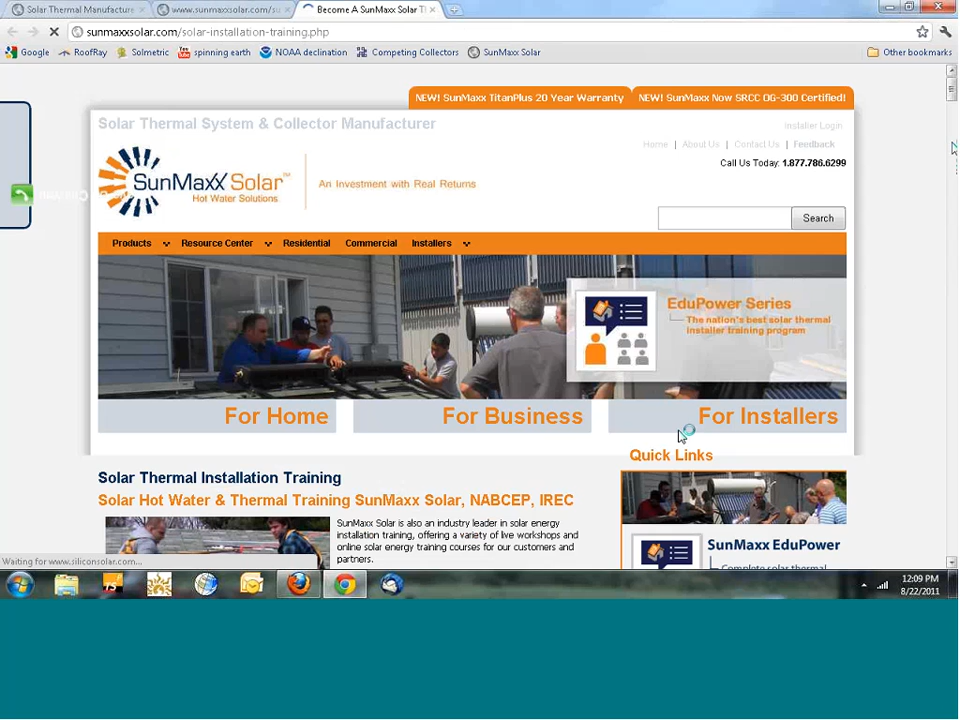 Solar Thermal Manufacture
www.sunmaxxsolar.com/su
Become A SunMaxx Solar T
sunmaxxsolar.com/solar-installation-training.php
Google
RoofRay
Solmetric
spinning earth
NOAA declination
Competing Collectors
SunMaxx Solar
Other bookmarks
NEW! SunMaxx TitanPlus 20 Year Warranty
NEW! SunMaxx Now SRCC OG-300 Certified!
Solar Thermal System & Collector Manufacturer
Installer Login
Home | About Us | Contact Us | Feedback
Call Us Today: 1.877.786.6299
SunMaxx Solar™
Hot Water Solutions
An Investment with Real Returns
Search
Products
Resource Center
Residential
Commercial
Installers
EduPower Series
The nation's best solar thermal
installer training program
For Home
For Business
For Installers
Quick Links
Solar Thermal Installation Training
Solar Hot Water & Thermal Training SunMaxx Solar, NABCEP, IREC
SunMaxx Solar is also an industry leader in solar energy
installation training, offering a variety of live workshops and
online solar energy training courses for our customers and
partners.
SunMaxx EduPower
Complete solar thermal
Waiting for www.siliconsolar.com...
12:09 PM
8/22/2011